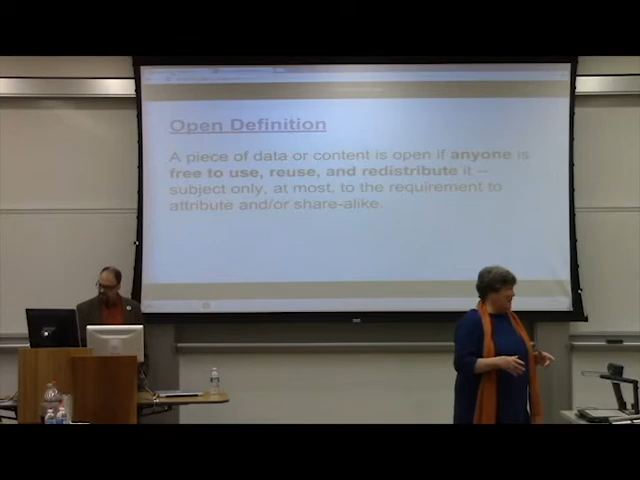 Open Definition
A piece of data or content is open if anyone is
free to use, reuse, and redistribute it --
subject only, at most, to the requirement to
attribute and/or share-alike.